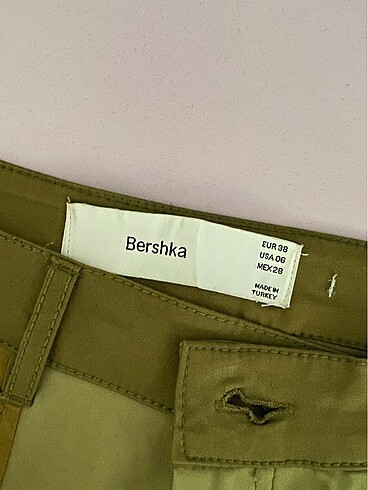 Bershka
EUR 38
USA 06
MEX 28
MADE IN
TURKEY